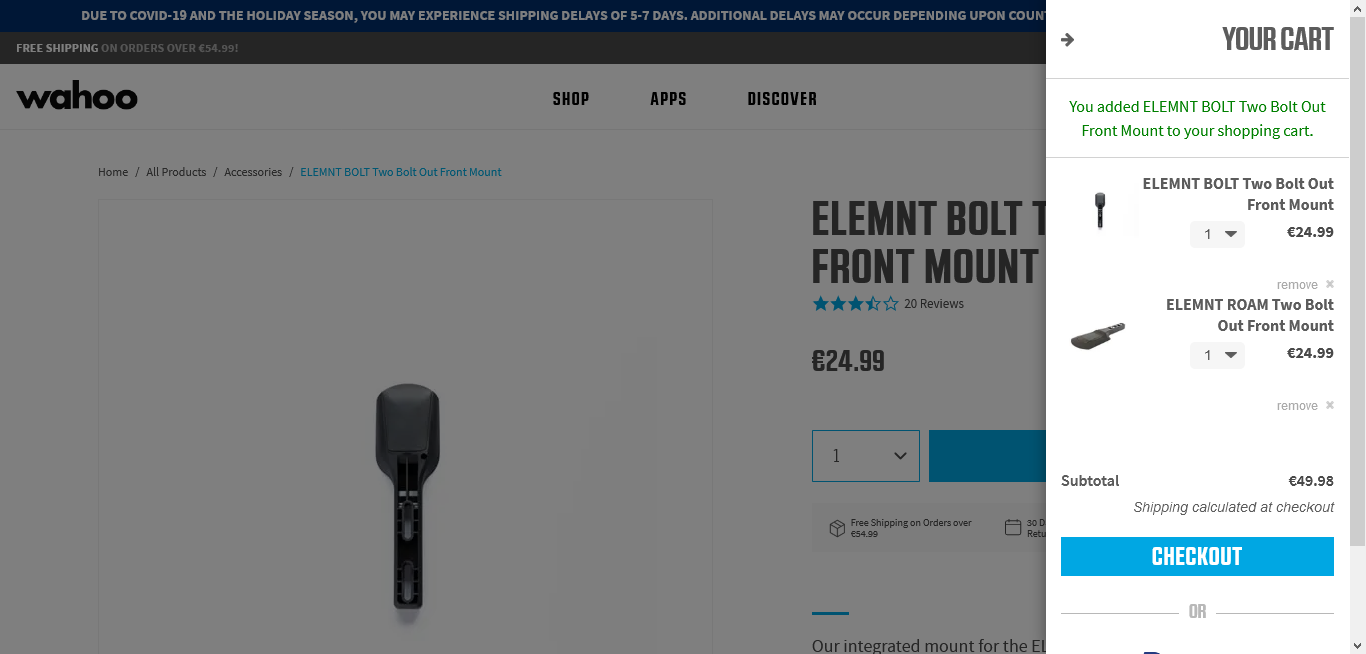 DUE TO COVID-19 AND THE HOLIDAY SEASON, YOU MAY EXPERIENCE SHIPPING DELAYS OF 5-7 DAYS. ADDITIONAL DELAYS MAY OCCUR DEPENDING UPON
FREE SHIPPING ON ORDERS OVER €54.99!
wahoo
SHOP
APPS
DISCOVER
Home / All Products / Accessories / ELEMNT BOLT Two Bolt Out Front Mount
ELEMNT BOLT
FRONT MOUNT
20 Reviews
€24.99
1
Free Shipping on Orders over
€54.99
30
Our integrated mount for the
YOUR CART
You added ELEMNT BOLT Two Bolt Out
Front Mount to your shopping cart.
ELEMNT BOLT Two Bolt Out
Front Mount
1
€24.99
remove
ELEMNT ROAM Two Bolt
Out Front Mount
1
€24.99
remove
Subtotal
€49.98
Shipping calculated at checkout
CHECKOUT
OR